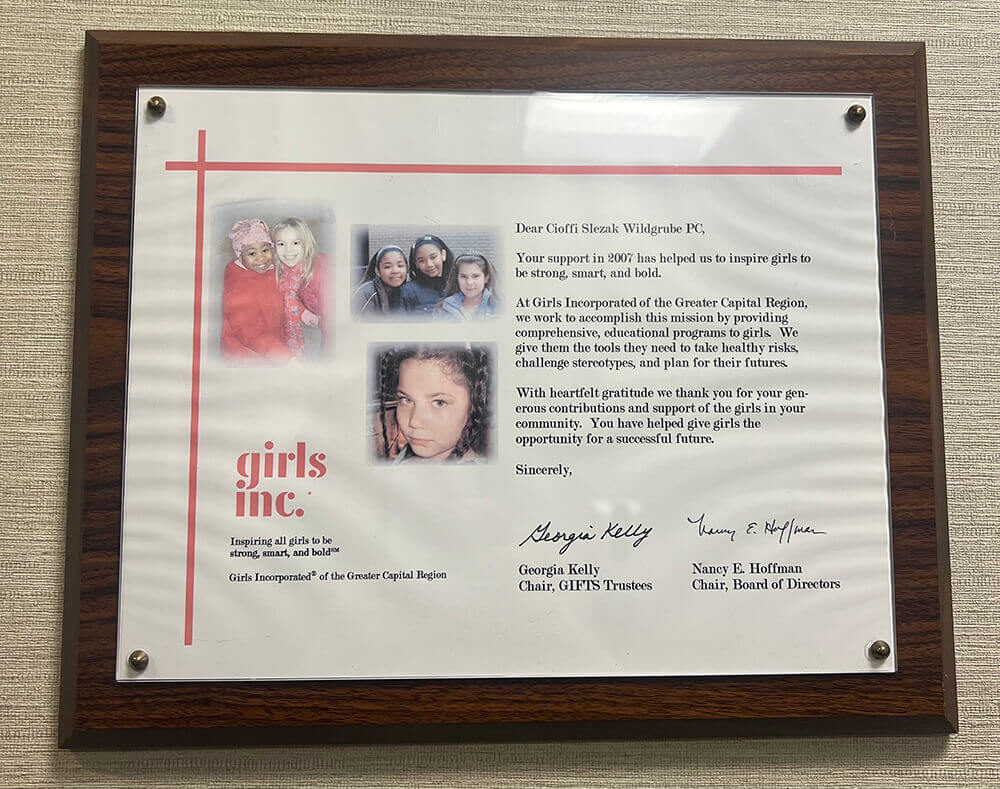 Dear Cioffi Slezak Wildgrube PC,
Your support in 2007 has helped us to inspire girls to
be strong, smart, and bold.
At Girls Incorporated of the Greater Capital Region,
we work to accomplish this mission by providing
comprehensive, educational programs to girls.  We
give them the tools they need to take healthy risks,
challenge stereotypes, and plan for their futures.
With heartfelt gratitude we thank you for your gen-
erous contributions and support of the girls in your
community.  You have helped give girls the
opportunity for a successful future.
Sincerely,
Georgia Kelly
Nancy E. Hoffman
Georgia Kelly
Chair, GIFTS Trustees
Nancy E. Hoffman
Chair, Board of Directors
girls
inc.
Inspiring all girls to be
strong, smart, and bold℠
Girls Incorporated® of the Greater Capital Region